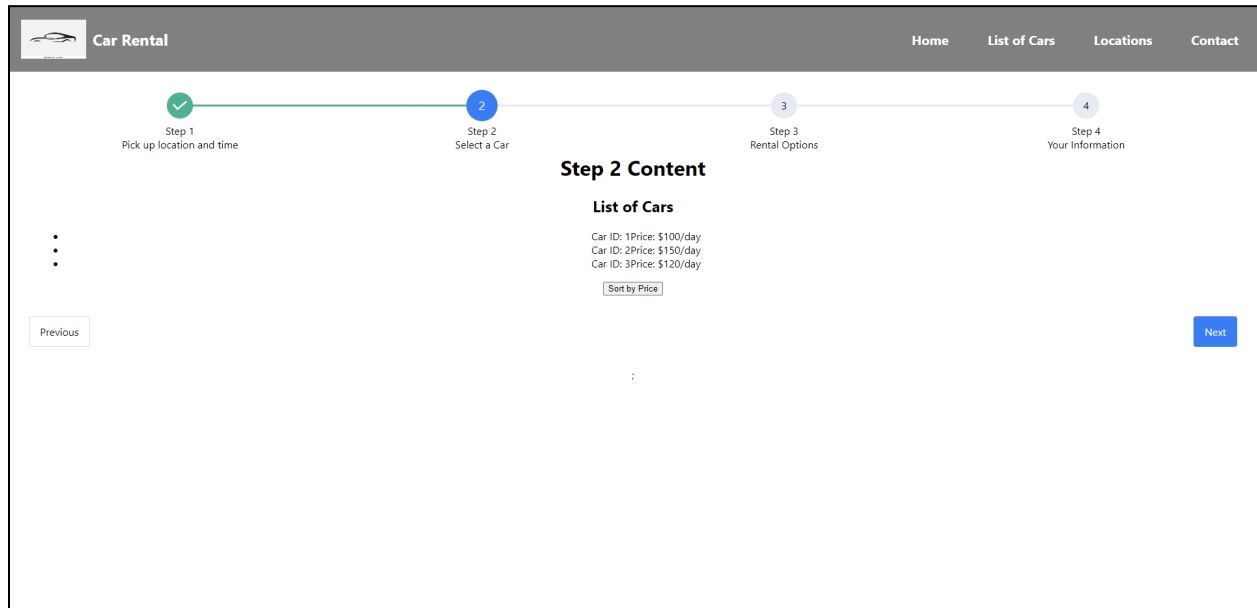 Car Rental
Home List of Cars Locations Contact
2 3 4
Step 1 Step 2 Step 3 Step 4
Pick up location and time Select a Car Rental Options Your Information
Step 2 Content
List of Cars
Car ID: 1Price: $100/day
Car ID: 2Price: $150/day
Car ID: 3Price: $120/day
Sort by Price
Previous Next
;